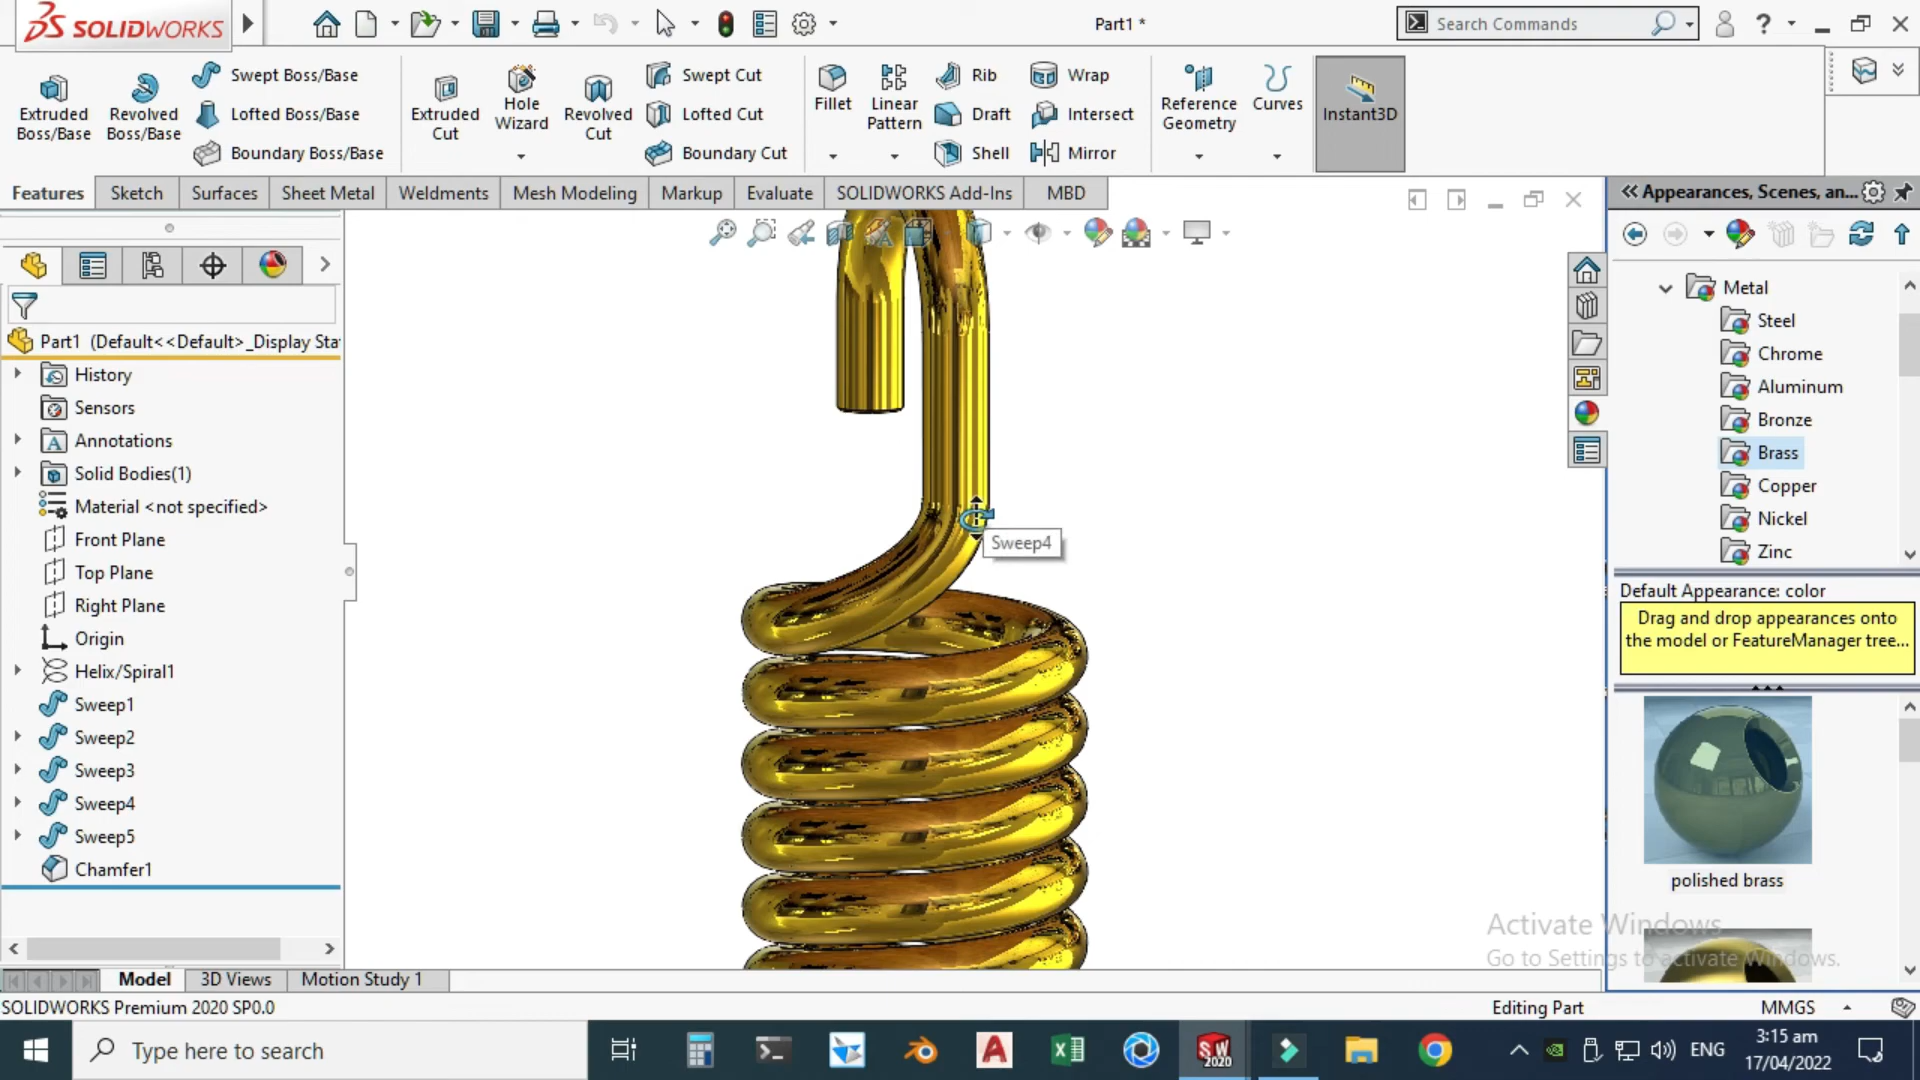 SOLIDWORKS
Part1 *
Search Commands
Extruded Boss/Base
Revolved Boss/Base
Swept Boss/Base
Lofted Boss/Base
Boundary Boss/Base
Extruded Cut
Hole Wizard
Revolved Cut
Swept Cut
Lofted Cut
Boundary Cut
Fillet
Linear Pattern
Rib
Draft
Shell
Wrap
Intersect
Mirror
Reference Geometry
Curves
Instant3D
Features
Sketch
Surfaces
Sheet Metal
Weldments
Mesh Modeling
Markup
Evaluate
SOLIDWORKS Add-Ins
MBD
Part1 (Default<<Default>_Display Sta
History
Sensors
Annotations
Solid Bodies(1)
Material <not specified>
Front Plane
Top Plane
Right Plane
Origin
Helix/Spiral1
Sweep1
Sweep2
Sweep3
Sweep4
Sweep5
Chamfer1
Sweep4
Appearances, Scenes, an...
Metal
Steel
Chrome
Aluminum
Bronze
Brass
Copper
Nickel
Zinc
Default Appearance: color
Drag and drop appearances onto
the model or FeatureManager tree...
polished brass
Activate Windows
Go to Settings to activate Windows.
Model
3D Views
Motion Study 1
SOLIDWORKS Premium 2020 SP0.0
Editing Part
MMGS
Type here to search
SW
2020
ENG
3:15 am
17/04/2022